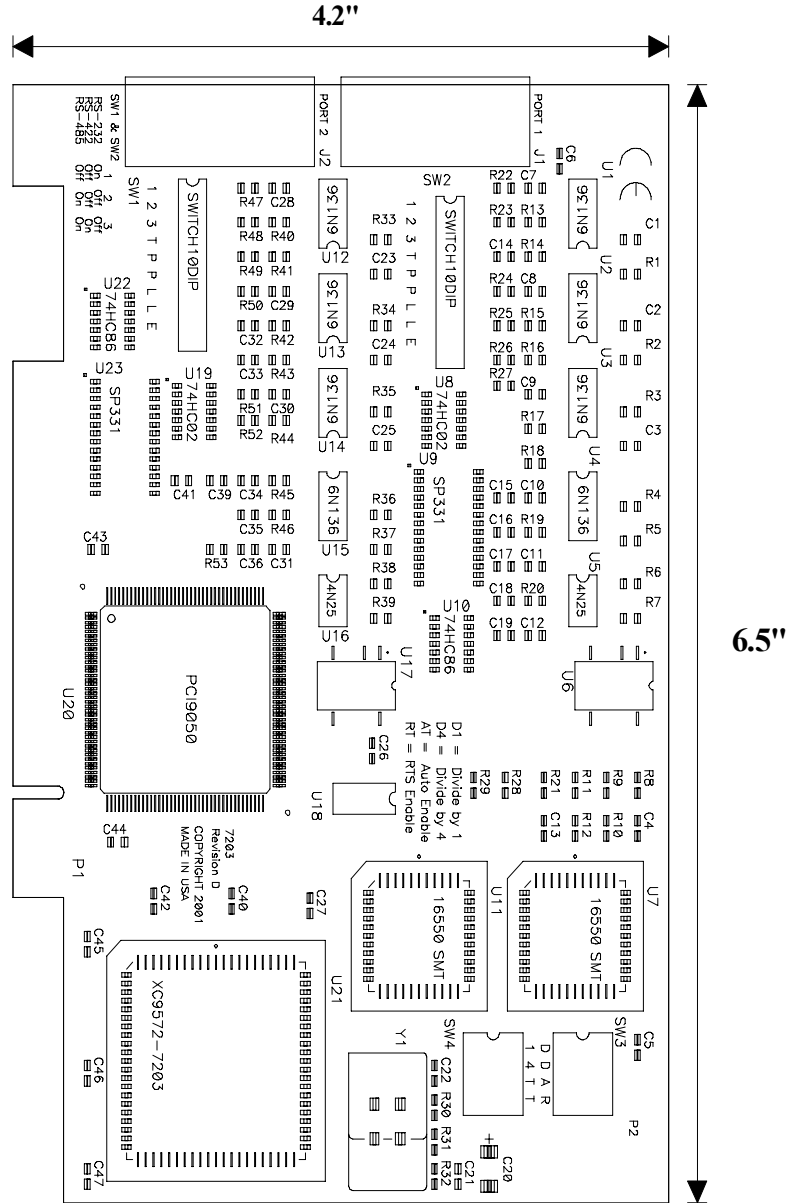 4.2"
6.5"
SW1 & SW2
RS-232
RS-422
RS-485
1 2 3
On Off Off
Off Off On
Off On On
PORT 2
J2
PORT 1
J1
C6
U1
SW1
1 2 3 T P P L L E
SWITCH10DIP
R47
C28
6N136
SW2
1 2 3 T P P L L E
SWITCH10DIP
R22
C7
6N136
R33
R23
R13
C1
R48
R40
U12
C23
C14
R14
U2
R1
R49
R41
U22
74HC86
R50
C29
6N136
R34
R24
C8
6N136
C2
C32
R42
R25
R15
R2
U13
C24
R26
R16
U3
U23
SP331
U19
74HC02
C33
R43
R27
R51
C30
6N136
R35
U8
74HC02
C9
6N136
R3
R52
R44
U14
C25
R17
C3
U9
SP331
R18
U4
C41
C39
C34
R45
6N136
R36
C15
C10
6N136
R4
C35
R46
R37
C16
R19
R5
C43
R53
C36
C31
U15
R38
C17
C11
U5
R6
4N25
R39
C18
R20
4N25
R7
U16
U10
74HC86
C19
C12
U17
U6
PCI9050
U20
C26
D1 = Divide by 1
D4 = Divide by 4
AT = Auto Enable
RT = RTS Enable
R29
R28
R21
R11
R9
R8
U18
C13
R12
R10
C4
C44
7203
Revision D
COPYRIGHT 2001
MADE IN USA
P1
C42
C40
C27
16550 SMT
U11
16550 SMT
U7
C45
XC9572-7203
U21
SW4
D D A R
1 4 T T
SW3
C5
Y1
C22
C46
R30
P2
R31
+
C20
C47
R32
C21